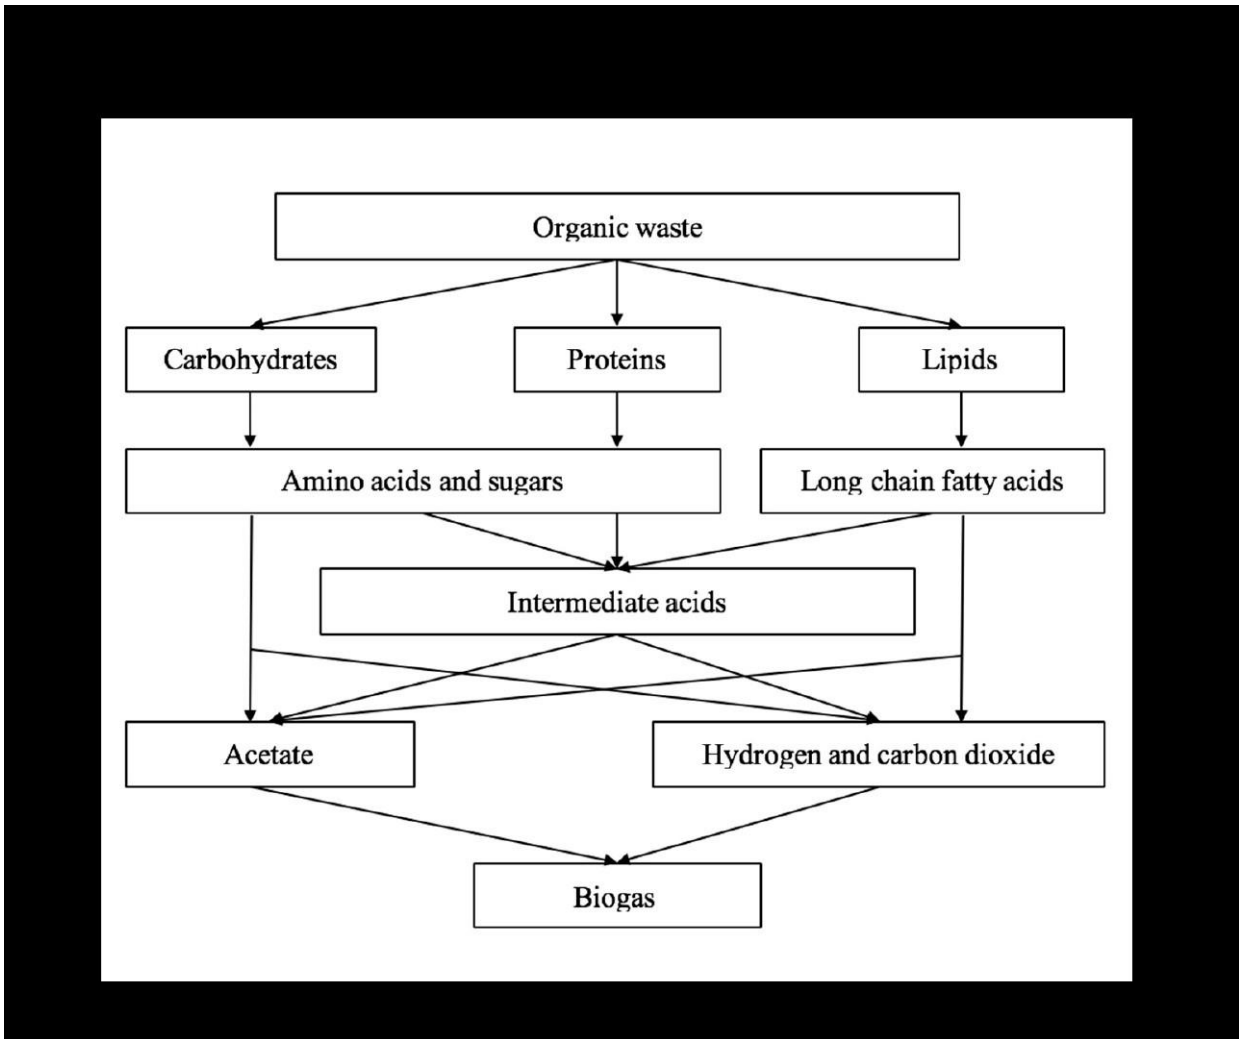 Organic waste
Carbohydrates
Proteins
Lipids
Amino acids and sugars
Long chain fatty acids
Intermediate acids
Acetate
Hydrogen and carbon dioxide
Biogas